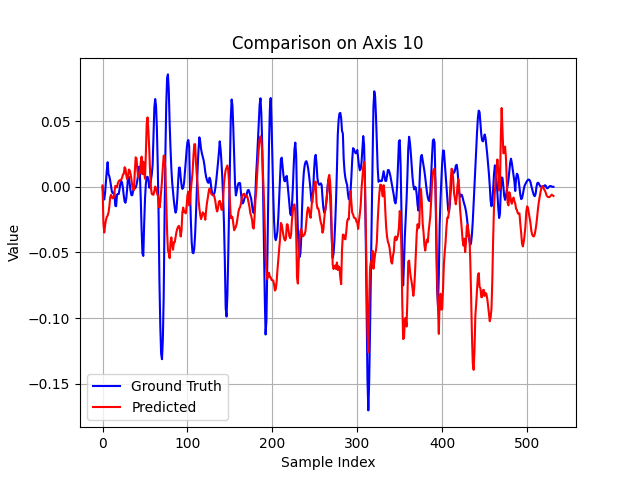 Comparison on Axis 10
Value
0.05
0.00
−0.05
−0.10
−0.15
Ground Truth
Predicted
0 100 200 300 400 500
Sample Index